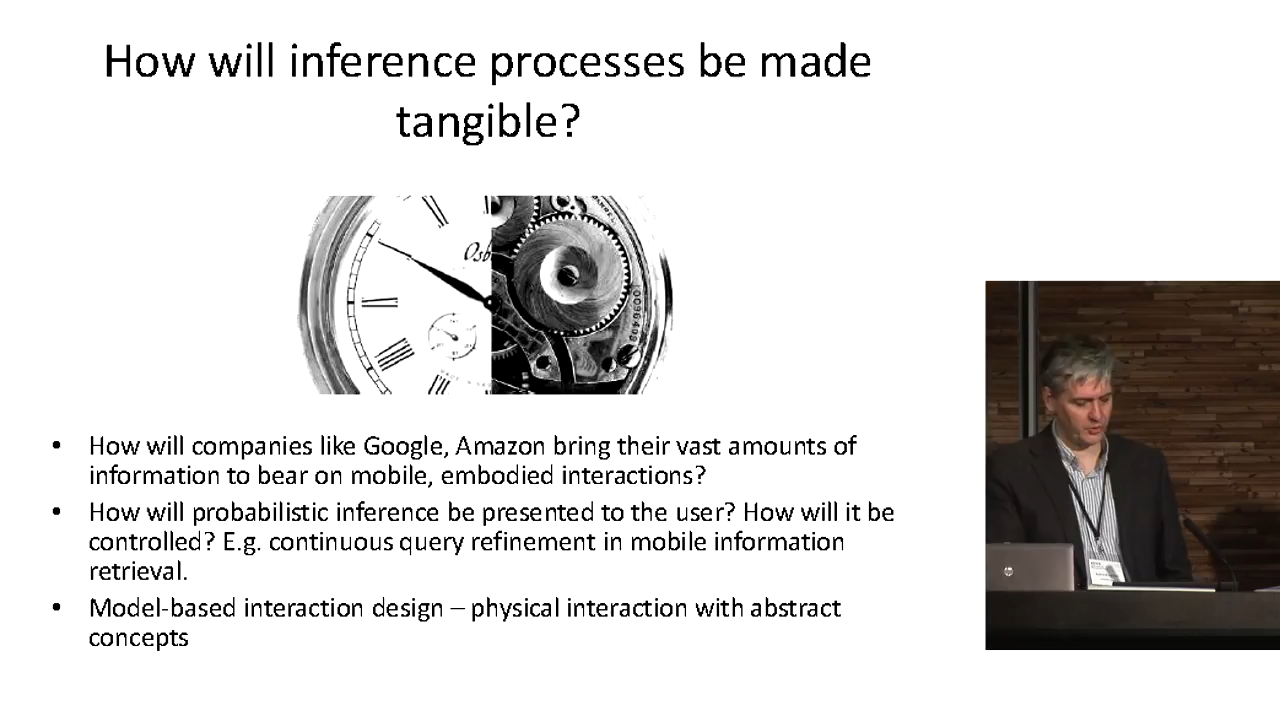 How will inference processes be made
tangible?
Osb
• How will companies like Google, Amazon bring their vast amounts of
information to bear on mobile, embodied interactions?
• How will probabilistic inference be presented to the user? How will it be
controlled? E.g. continuous query refinement in mobile information
retrieval.
• Model-based interaction design – physical interaction with abstract
concepts
hp